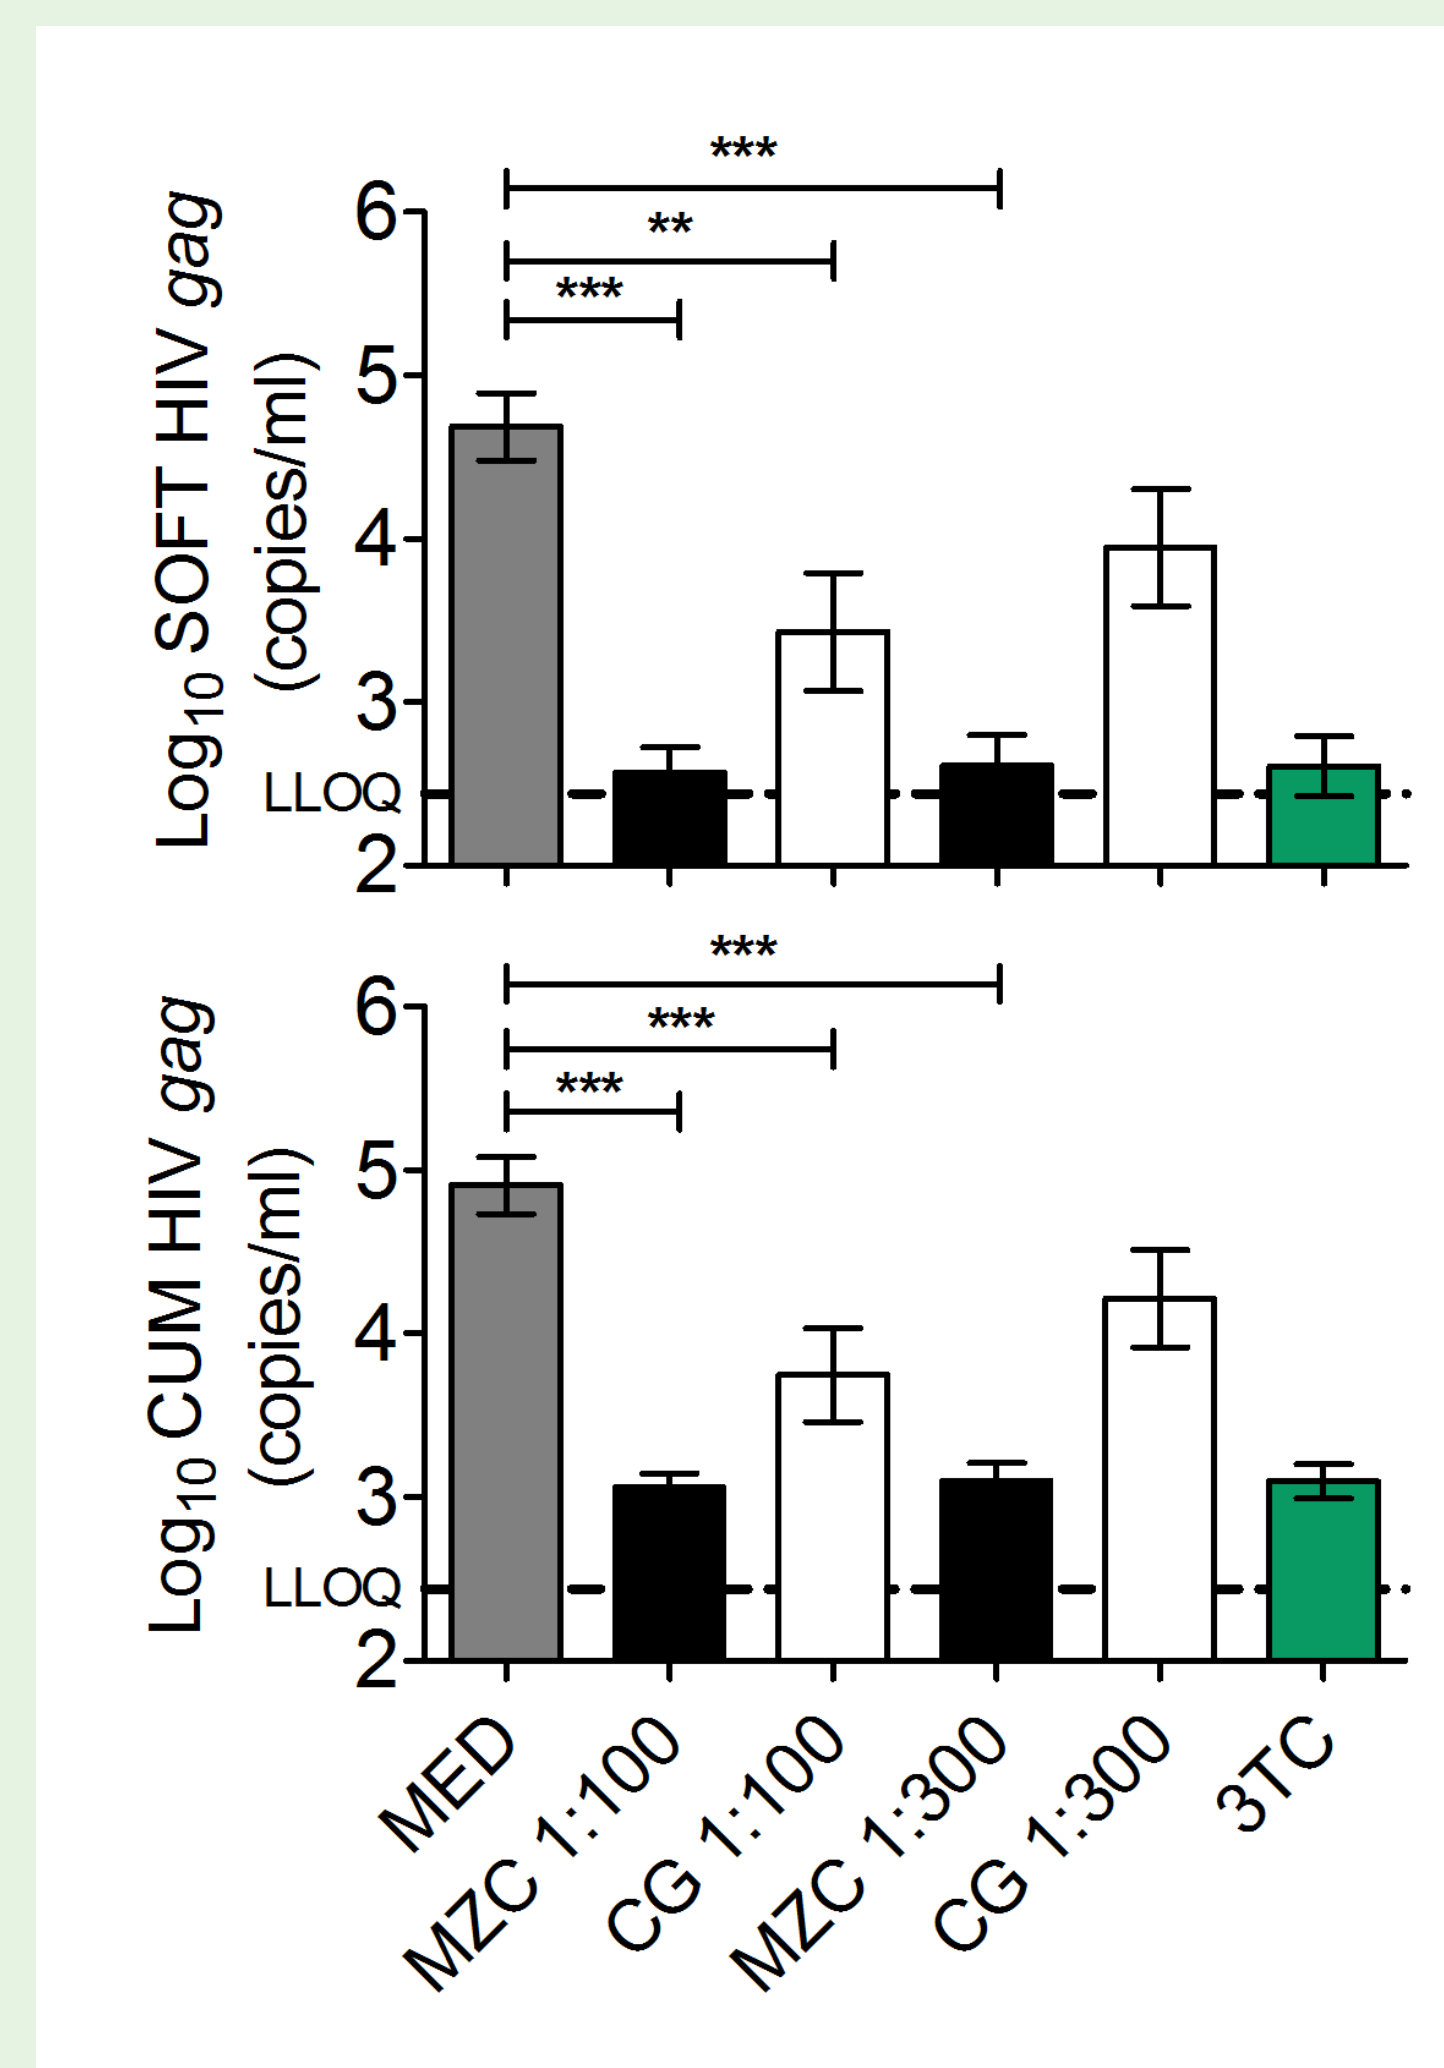 Log10 SOFT HIV gag
(copies/ml)
***
**
***
6
5
4
3
LLOQ
2
Log10 CUM HIV gag
(copies/ml)
***
***
***
6
5
4
3
LLOQ
2
MED
MZC 1:100
CG 1:100
MZC 1:300
CG 1:300
3TC